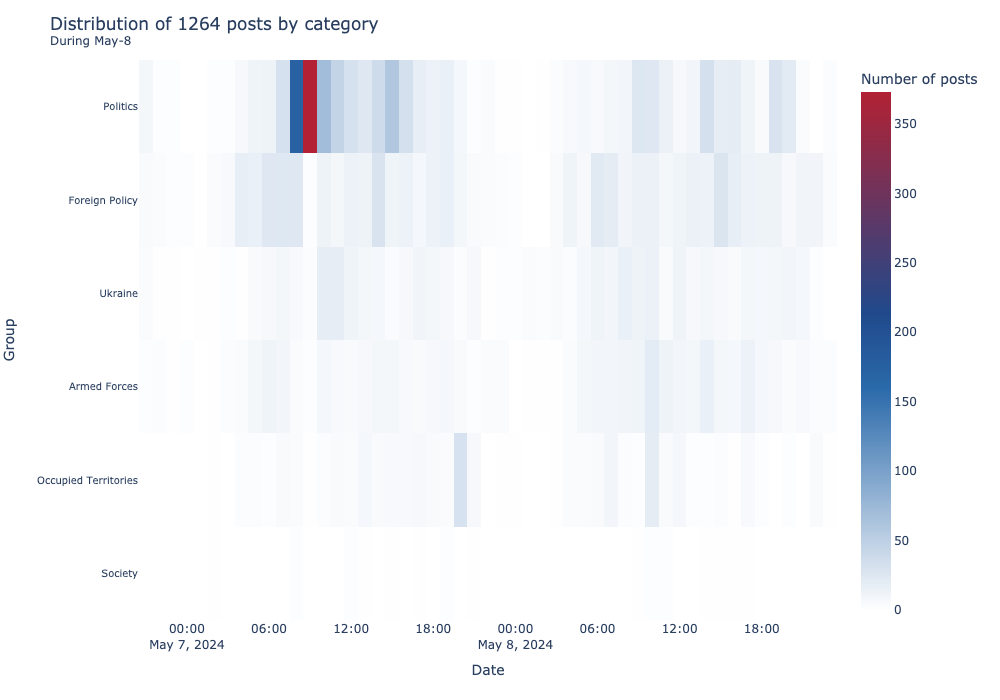 Distribution of 1264 posts by category
During May-8
Number of posts
Politics
Foreign Policy
Ukraine
Armed Forces
Occupied Territories
Society
Group
350
300
250
200
150
100
50
0
00:00 06:00 12:00 18:00 00:00 06:00 12:00 18:00
May 7, 2024 May 8, 2024
Date